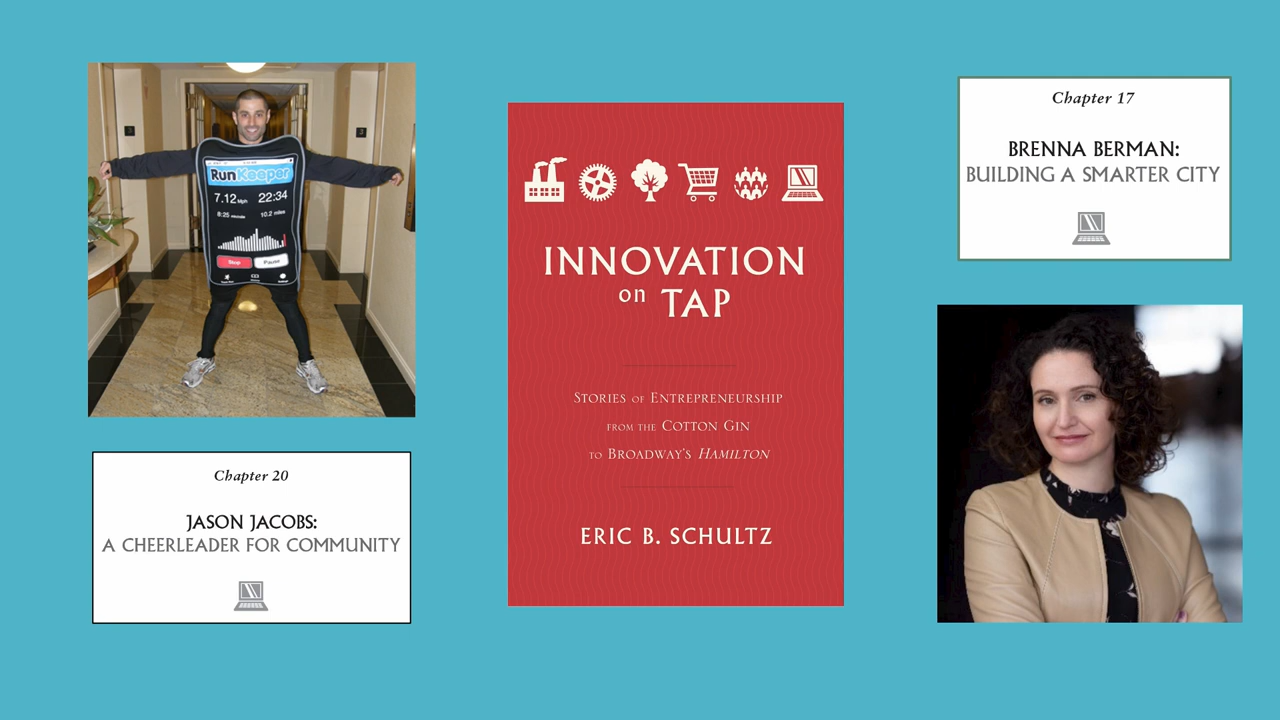 RunKeeper
7.12 Mph 22:34
8:25 10.2 miles
Stop Pause
Chapter 20
JASON JACOBS:
A CHEERLEADER FOR COMMUNITY
INNOVATION
on TAP
STORIES OF ENTREPRENEURSHIP
FROM THE COTTON GIN
TO BROADWAY'S HAMILTON
ERIC B. SCHULTZ
Chapter 17
BRENNA BERMAN:
BUILDING A SMARTER CITY